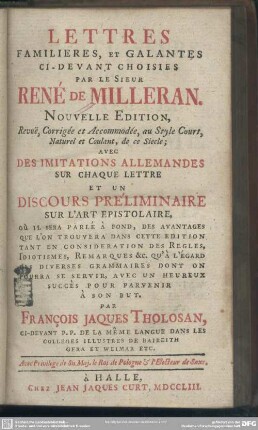 LETTRES
FAMILIERES, ET GALANTES
CI-DEVANT CHOISIES
PAR LE SIEUR
RENÉ DE MILLERAN.
NOUVELLE EDITION,
Revoë, Corrigée et Accommodée, au Style Court,
Naturel et Coulant, de ce Siecle;
AVEC
DES IMITATIONS ALLEMANDES
SUR CHAQUE LETTRE
ET UN
DISCOURS PRELIMINAIRE
SUR L'ART EPISTOLAIRE,
OÙ IL SERA PARLÉ À FOND, DES AVANTAGES
QUE L'ON TROUVERA DANS CETTE EDITION
TANT EN CONSIDERATION DES REGLES,
IDIOTISMES, REMARQUES &C. QU'À L'ÉGARD
DIVERSES GRAMMAIRES DONT ON
POURRA SE SERVIR, AVEC UN HEUREUX
SUCCÈS POUR PARVENIR
À SON BUT.
PAR
FRANÇOIS JAQUES THOLOSAN,
CI-DEVANT P. P. DE LA MÊME LANGUE DANS LES
COLLEGES ILLUSTRES DE BAIREITH
GERA ET WEIMAR ETC.
Avec Privilege de Sa Maj. le Roi de Pologne & l'Electeur de Saxe.
à HALLE,
CHEZ JEAN JAQUES CURT, MDCCLIII.
DFG